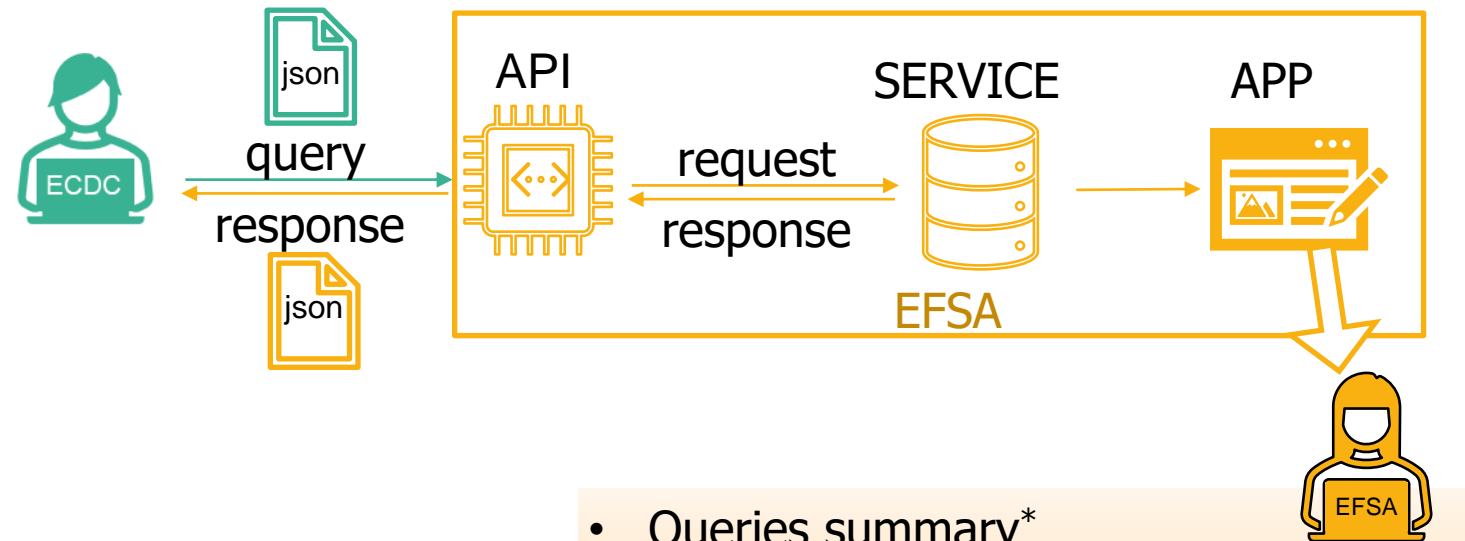 json
API
SERVICE
APP
query
request
ECDC
response
response
json
EFSA
EFSA
• Queries summary*